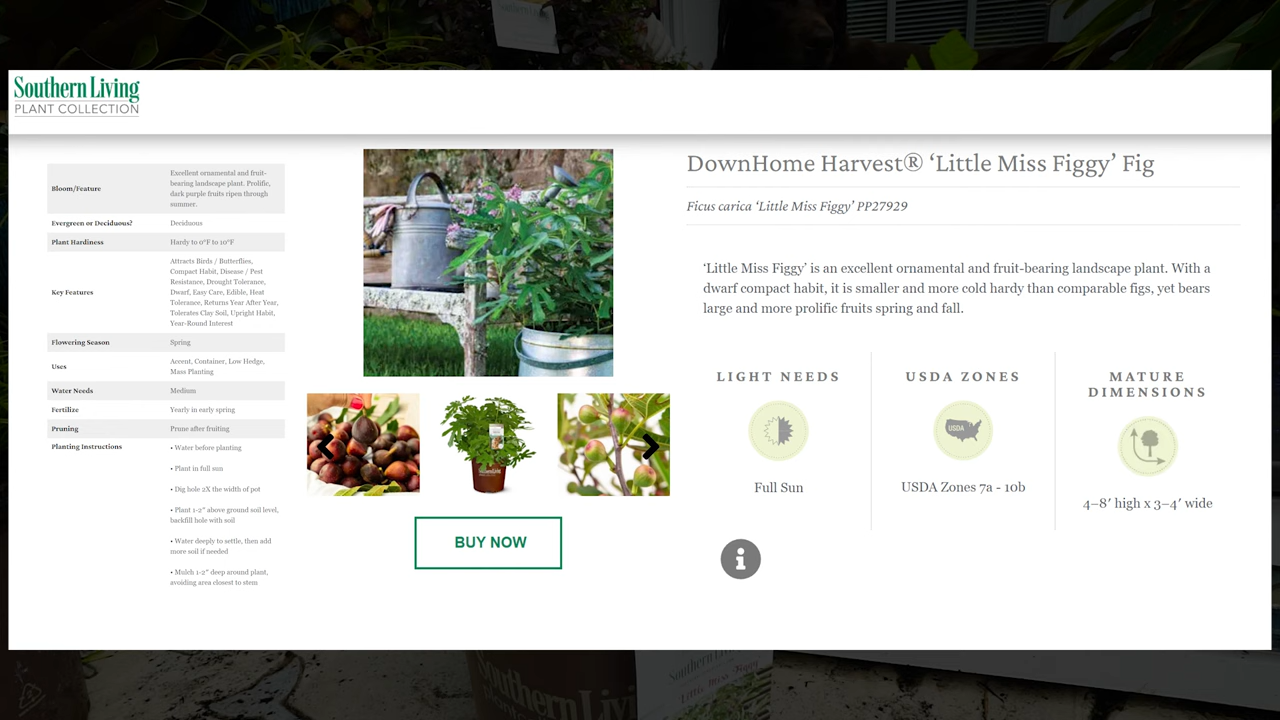 Southern Living
PLANT COLLECTION
Bloom/Feature
Excellent ornamental and fruit-
bearing landscape plant. Prolific,
dark purple fruits ripen through
summer.
Evergreen or Deciduous?
Deciduous
Plant Hardiness
Hardy to 0°F to 10°F
Key Features
Attracts Birds / Butterflies,
Compact Habit, Disease / Pest
Resistance, Drought Tolerance,
Dwarf, Easy Care, Edible, Heat
Tolerance, Returns Year After Year,
Tolerates Clay Soil, Upright Habit,
Year-Round Interest
Flowering Season
Spring
Uses
Accent, Container, Low Hedge,
Mass Planting
Water Needs
Medium
Fertilize
Yearly in early spring
Pruning
Prune after fruiting
Planting Instructions
• Water before planting
• Plant in full sun
• Dig hole 2X the width of pot
• Plant 1-2" above ground soil level,
backfill hole with soil
• Water deeply to settle, then add
more soil if needed
• Mulch 1-2" deep around plant,
avoiding area closest to stem
BUY NOW
DownHome Harvest® ‘Little Miss Figgy’ Fig
Ficus carica ‘Little Miss Figgy’ PP27929
‘Little Miss Figgy’ is an excellent ornamental and fruit-bearing landscape plant. With a
dwarf compact habit, it is smaller and more cold hardy than comparable figs, yet bears
large and more prolific fruits spring and fall.
LIGHT NEEDS
Full Sun
USDA ZONES
USDA
USDA Zones 7a - 10b
MATURE
DIMENSIONS
4–8′ high x 3–4′ wide
Southern Livi
Southern Living
Little Miss Figgy